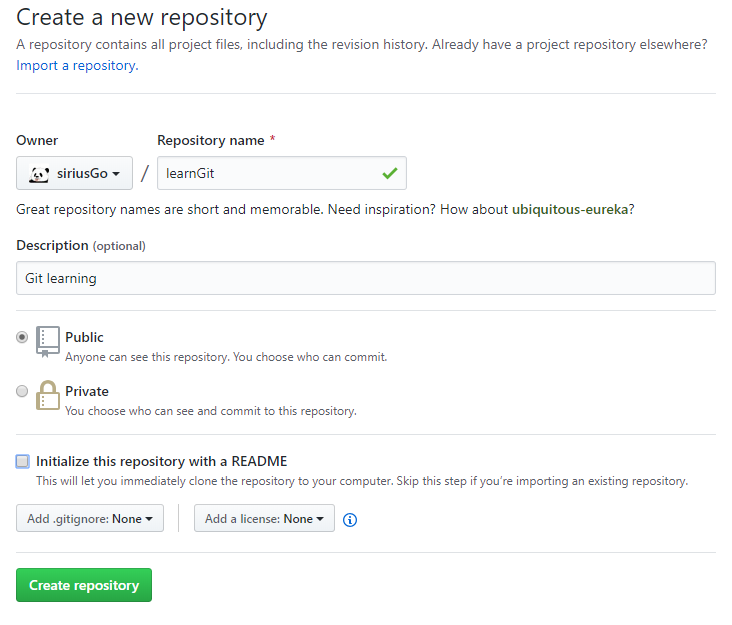 Create a new repository
A repository contains all project files, including the revision history. Already have a project repository elsewhere?
Import a repository.
Owner
Repository name *
siriusGo
/
learnGit
Great repository names are short and memorable. Need inspiration? How about ubiquitous-eureka?
Description (optional)
Git learning
Public
Anyone can see this repository. You choose who can commit.
Private
You choose who can see and commit to this repository.
Initialize this repository with a README
This will let you immediately clone the repository to your computer. Skip this step if you're importing an existing repository.
Add .gitignore: None
Add a license: None
Create repository